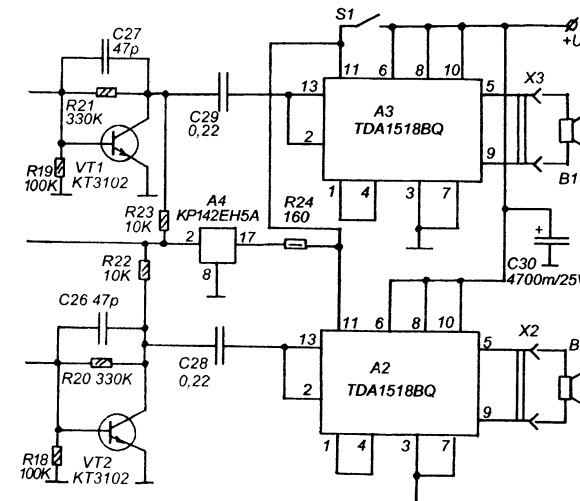 C27
47p
S1
+U
11
6
8
10
13
5
X3
R21
330K
C29
0,22
A3
TDA1518BQ
2
9
VT1
KT3102
R19
100K
B1
1
4
3
7
R23
10K
A4
KP142EH5A
R24
160
2
17
8
+
C30
4700m/25V
R22
10K
C26 47p
11
6
8
10
13
5
X2
B
C28
0,22
A2
TDA1518BQ
R20 330K
2
9
R18
100K
VT2
KT3102
1
4
3
7